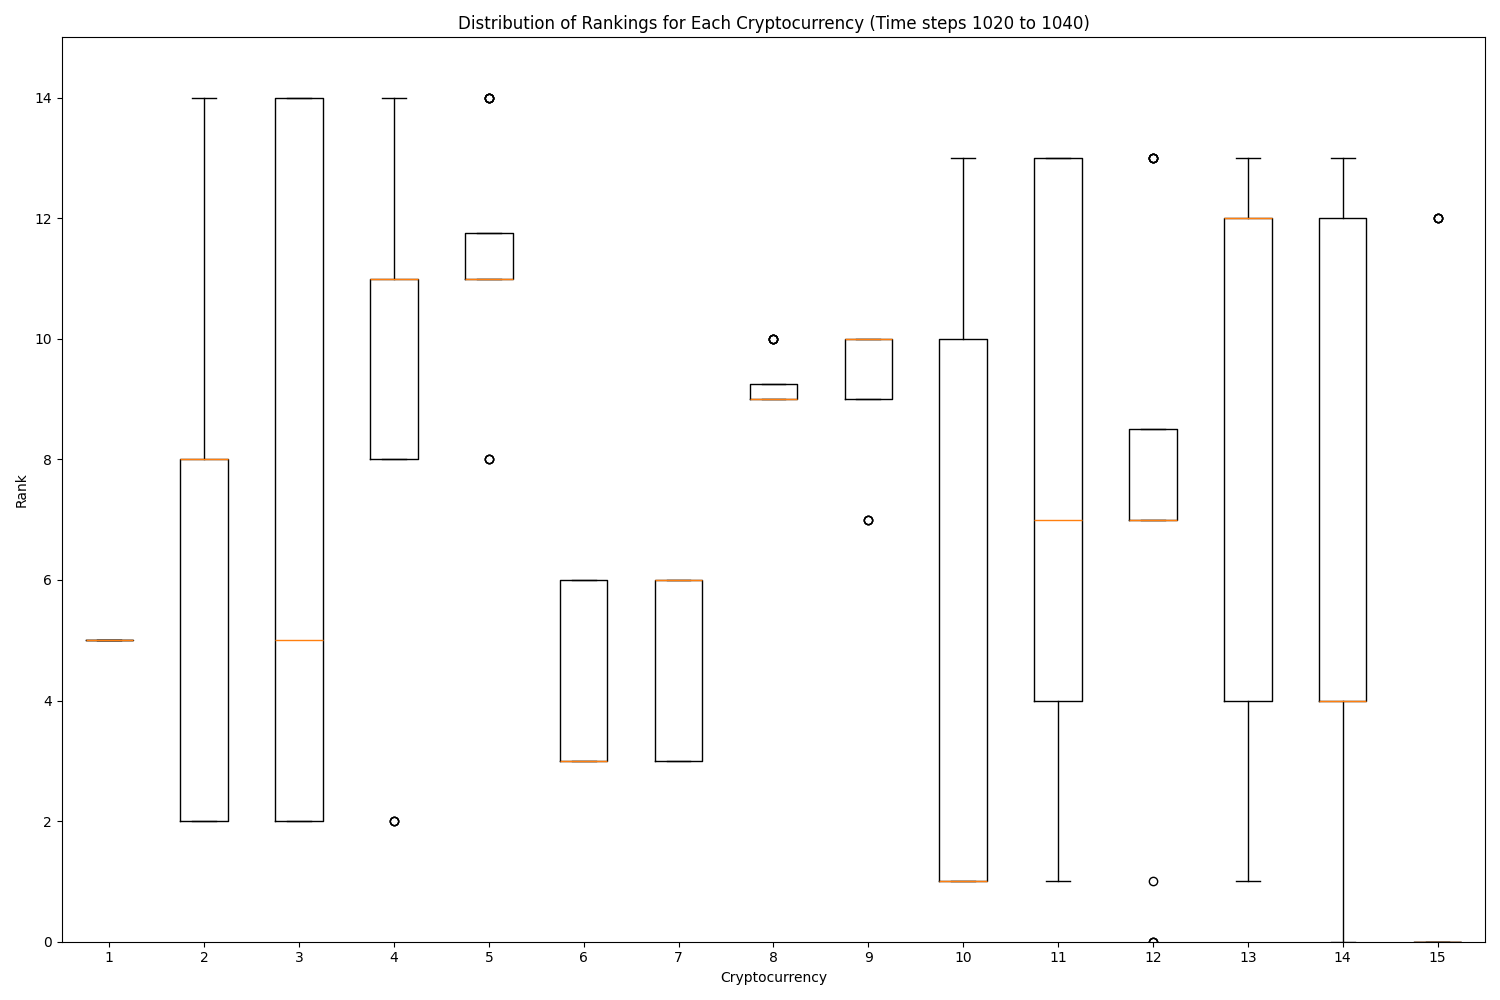 Distribution of Rankings for Each Cryptocurrency (Time steps 1020 to 1040)
14
12
10
8
6
4
2
0
Rank
1 2 3 4 5 6 7 8 9 10 11 12 13 14 15
Cryptocurrency